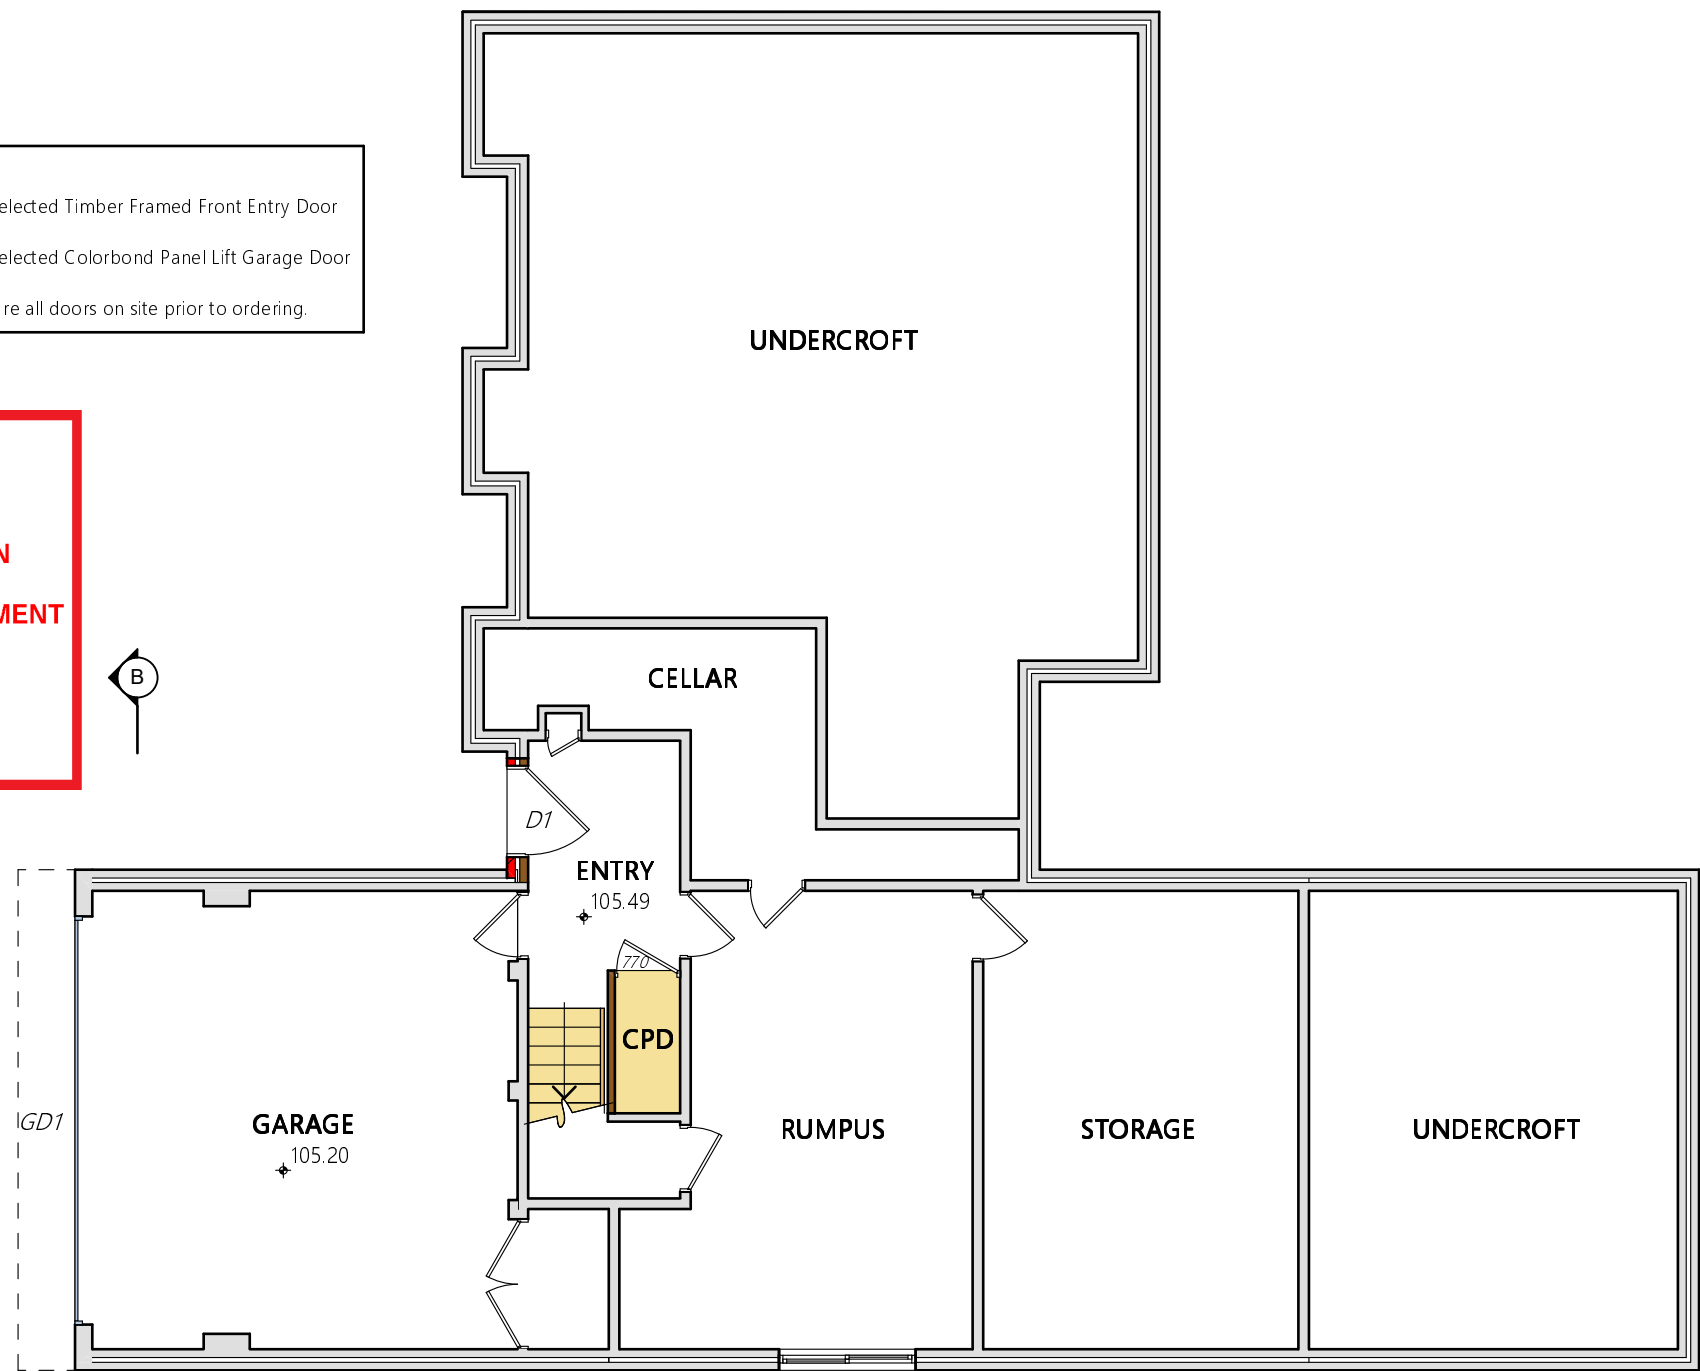 elected Timber Framed Front Entry Door
elected Colorbond Panel Lift Garage Door
re all doors on site prior to ordering.
UNDERCROFT
N
MENT
B
CELLAR
D1
ENTRY
105.49
770
CPD
GD1
GARAGE
105.20
RUMPUS
STORAGE
UNDERCROFT